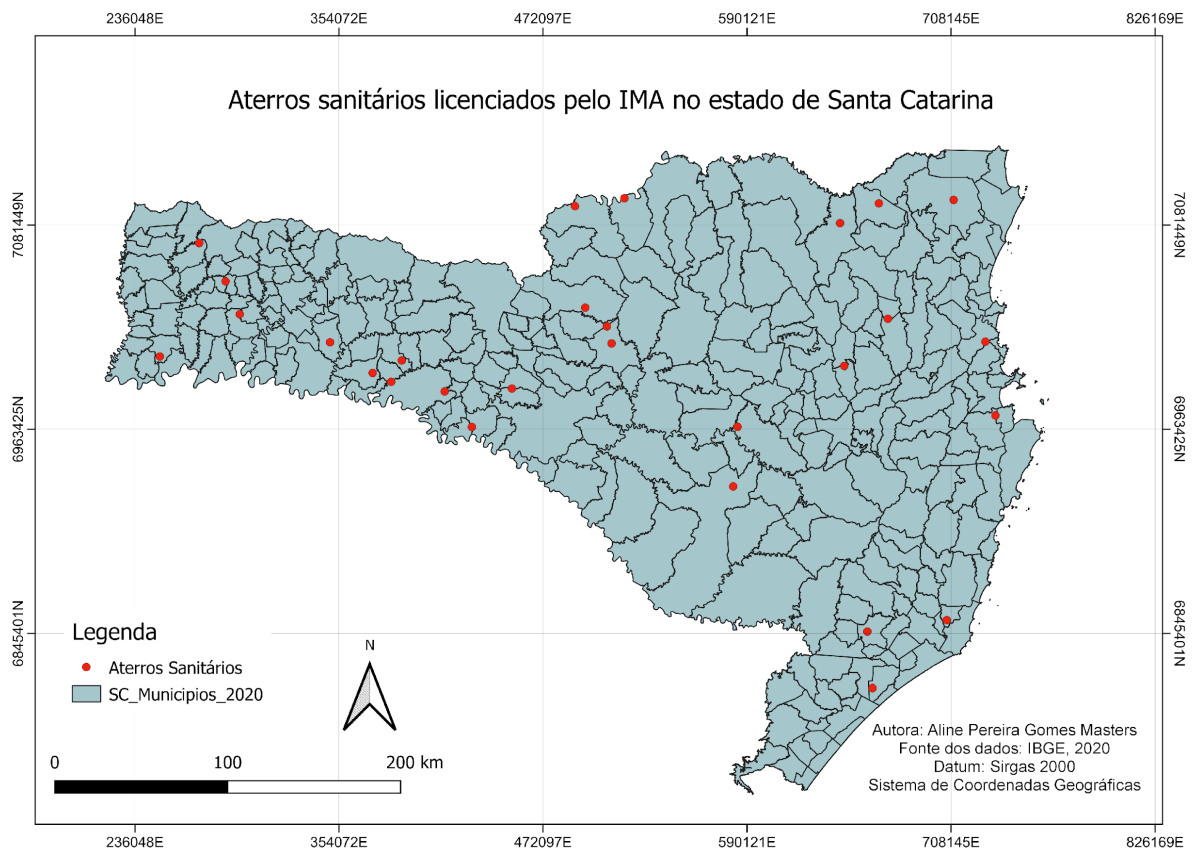 236048E 354072E 472097E 590121E 708145E 826169E
Aterros sanitários licenciados pelo IMA no estado de Santa Catarina
7081449N 7081449N
6963425N 6963425N
6845401N 6845401N
Legenda
Aterros Sanitários
SC_Municipios_2020
N
0 100 200 km
Autora: Aline Pereira Gomes Masters
Fonte dos dados: IBGE, 2020
Datum: Sirgas 2000
Sistema de Coordenadas Geográficas
236048E 354072E 472097E 590121E 708145E 826169E